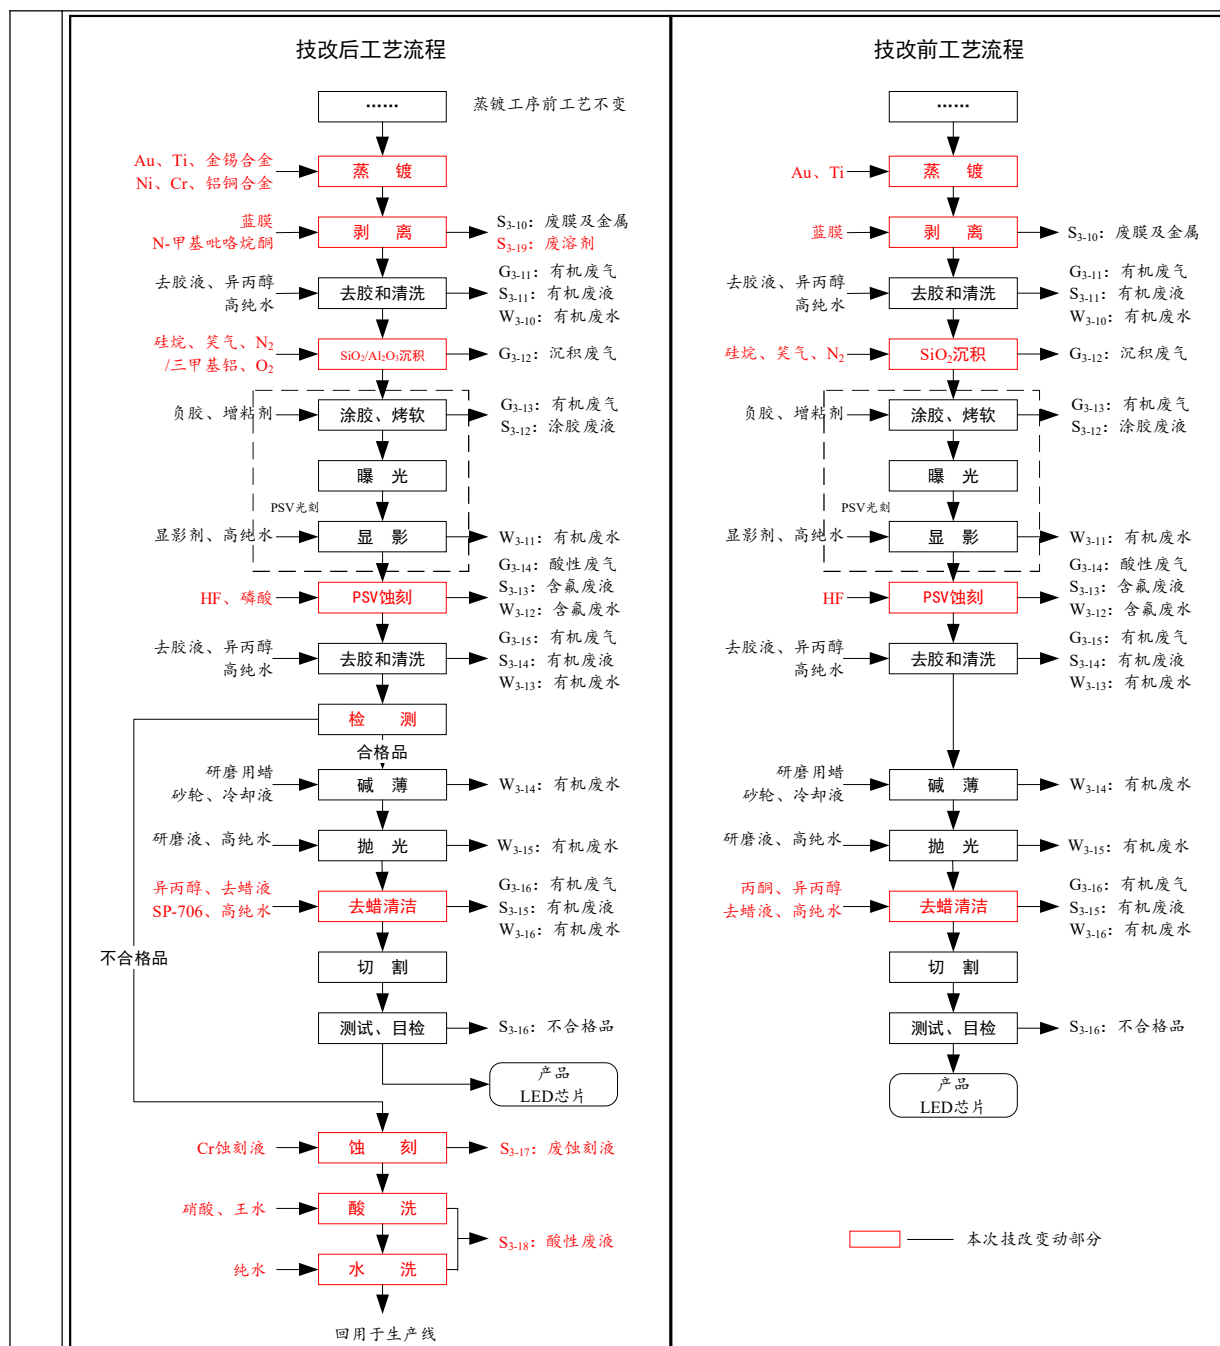 技改后工艺流程
……
蒸镀工序前工艺不变
Au、Ti、金锡合金
Ni、Cr、铝铜合金
蒸 镀
蓝膜
N-甲基吡咯烷酮
剥 离
S3-10：废膜及金属
S3-19：废溶剂
去胶液、异丙醇
高纯水
去胶和清洗
G3-11：有机废气
S3-11：有机废液
W3-10：有机废水
硅烷、笑气、N2
/三甲基铝、O2
SiO2/Al2O3沉积
G3-12：沉积废气
负胶、增粘剂
涂胶、烤软
G3-13：有机废气
S3-12：涂胶废液
曝 光
PSV光刻
显影剂、高纯水
显 影
W3-11：有机废水
HF、磷酸
PSV蚀刻
G3-14：酸性废气
S3-13：含氟废液
W3-12：含氟废水
去胶液、异丙醇
高纯水
去胶和清洗
G3-15：有机废气
S3-14：有机废液
W3-13：有机废水
检 测
合格品
研磨用蜡
砂轮、冷却液
碱 薄
W3-14：有机废水
研磨液、高纯水
抛 光
W3-15：有机废水
异丙醇、去蜡液
SP-706、高纯水
去蜡清洁
G3-16：有机废气
S3-15：有机废液
W3-16：有机废水
不合格品
切 割
测试、目检
S3-16：不合格品
产品
LED芯片
Cr蚀刻液
蚀 刻
S3-17：废蚀刻液
硝酸、王水
酸 洗
S3-18：酸性废液
纯水
水 洗
回用于生产线
技改前工艺流程
……
Au、Ti
蒸 镀
蓝膜
剥 离
S3-10：废膜及金属
去胶液、异丙醇
高纯水
去胶和清洗
G3-11：有机废气
S3-11：有机废液
W3-10：有机废水
硅烷、笑气、N2
SiO2沉积
G3-12：沉积废气
负胶、增粘剂
涂胶、烤软
G3-13：有机废气
S3-12：涂胶废液
曝 光
PSV光刻
显影剂、高纯水
显 影
W3-11：有机废水
HF
PSV蚀刻
G3-14：酸性废气
S3-13：含氟废液
W3-12：含氟废水
去胶液、异丙醇
高纯水
去胶和清洗
G3-15：有机废气
S3-14：有机废液
W3-13：有机废水
研磨用蜡
砂轮、冷却液
碱 薄
W3-14：有机废水
研磨液、高纯水
抛 光
W3-15：有机废水
丙酮、异丙醇
去蜡液、高纯水
去蜡清洁
G3-16：有机废气
S3-15：有机废液
W3-16：有机废水
切 割
测试、目检
S3-16：不合格品
产品
LED芯片
本次技改变动部分